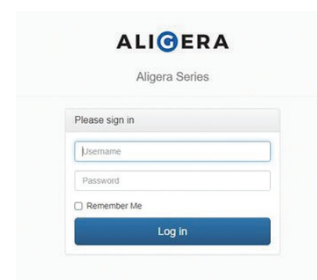 ALIGERA
Aligera Series
Please sign in
Username
Password
Remember Me
Log in